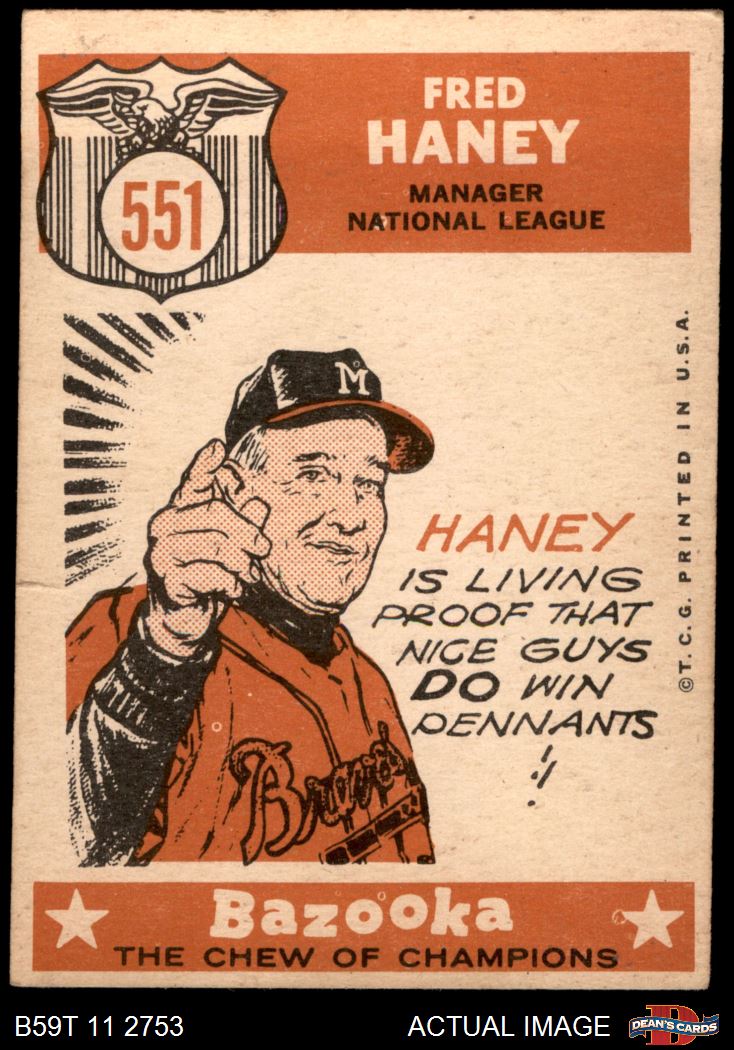 551
FRED
HANEY
MANAGER
NATIONAL LEAGUE
M
HANEY
IS LIVING
PROOF THAT
NICE GUYS
DO WIN
PENNANTS
!
Braves
© T.C.G. PRINTED IN U.S.A.
Bazooka
THE CHEW OF CHAMPIONS
B59T 11 2753
ACTUAL IMAGE
D
DEAN'S CARDS